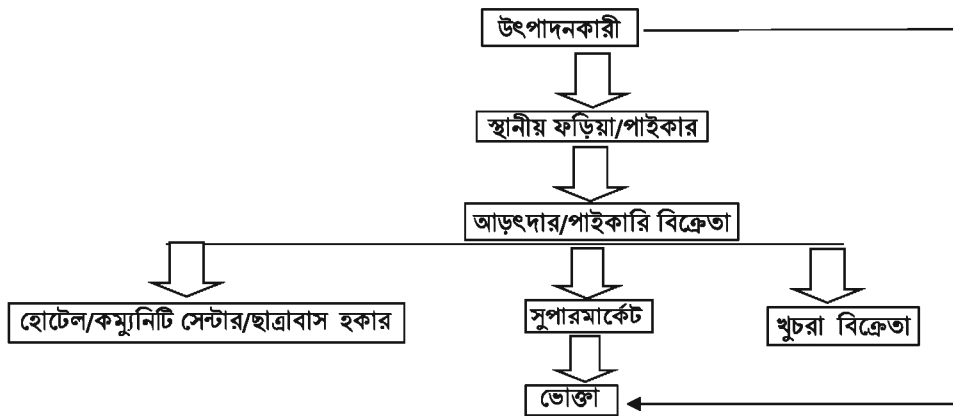 উৎপাদনকারী
স্থানীয় ফড়িয়া/পাইকার
আড়ৎদার/পাইকারি বিক্রেতা
হোটেল/কম্যুনিটি সেন্টার/ছাত্রাবাস হকার
সুপারমার্কেট
খুচরা বিক্রেতা
ভোক্তা